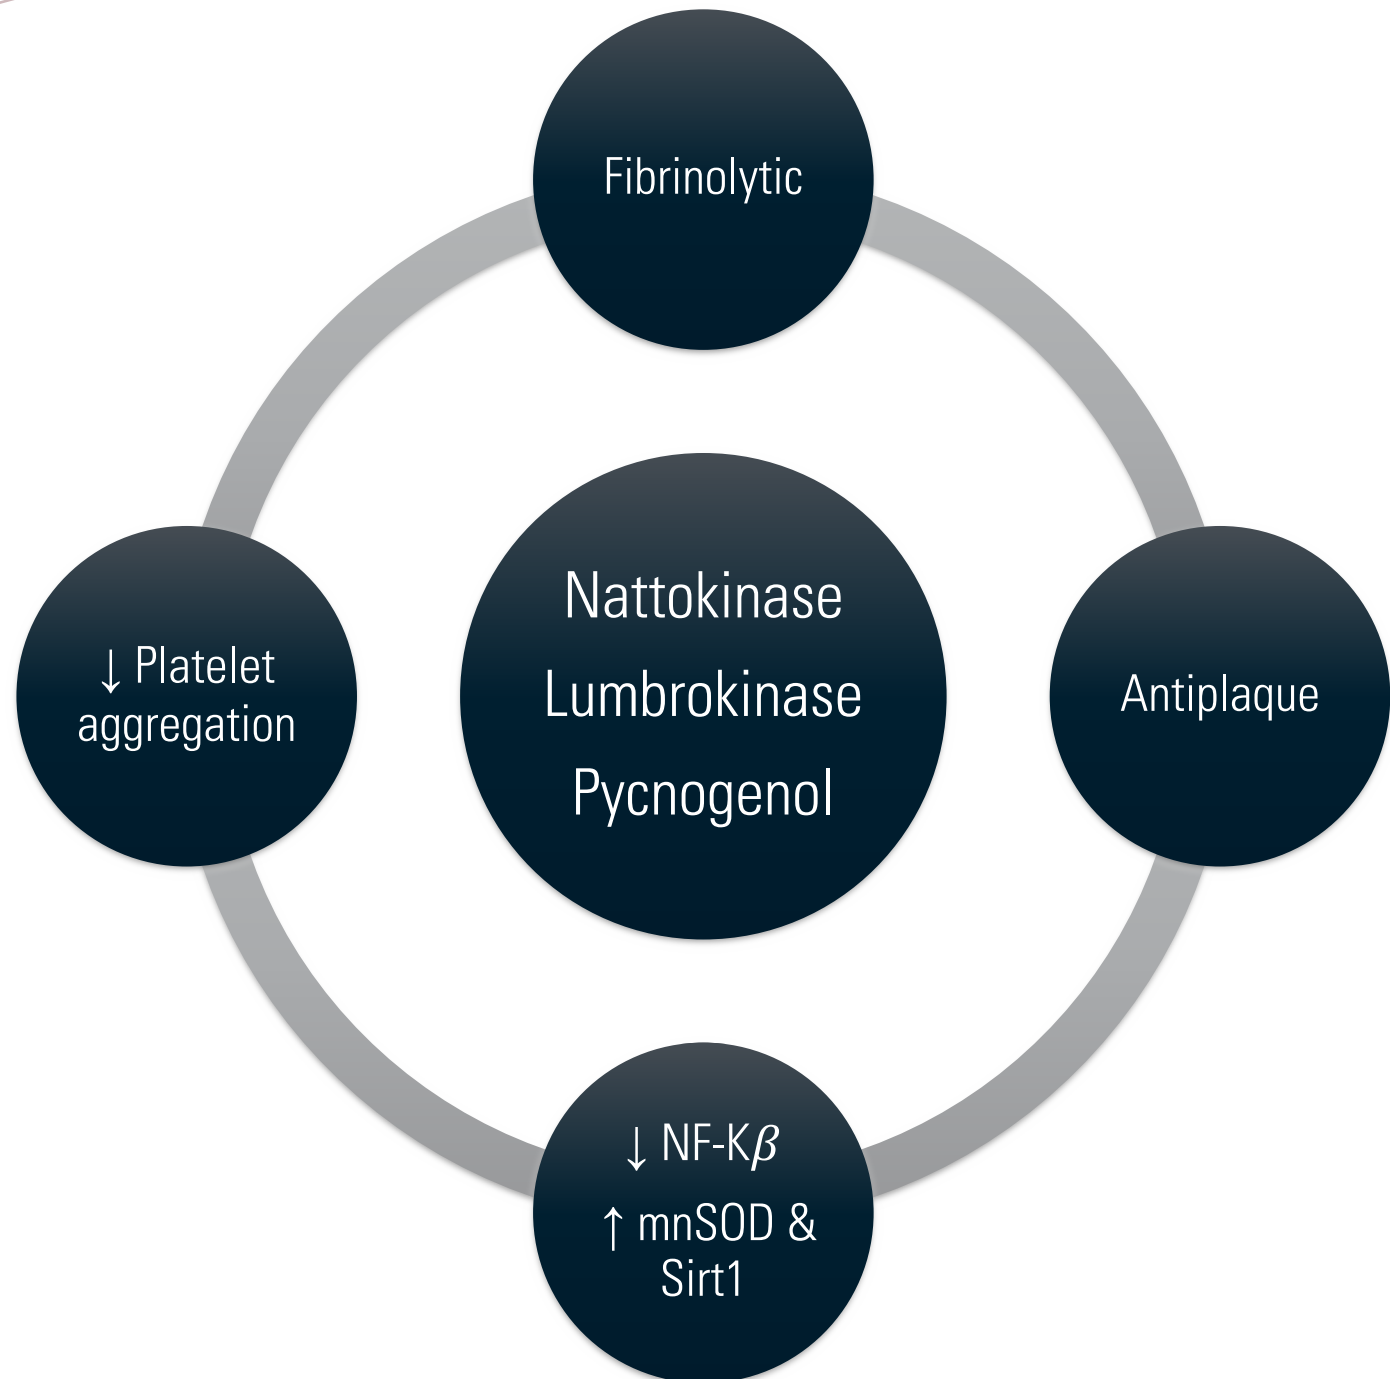 Fibrinolytic
Nattokinase
Lumbrokinase
Pycnogenol
↓ Platelet
aggregation
Antiplaque
↓ NF-Kβ
↑ mnSOD &
Sirt1